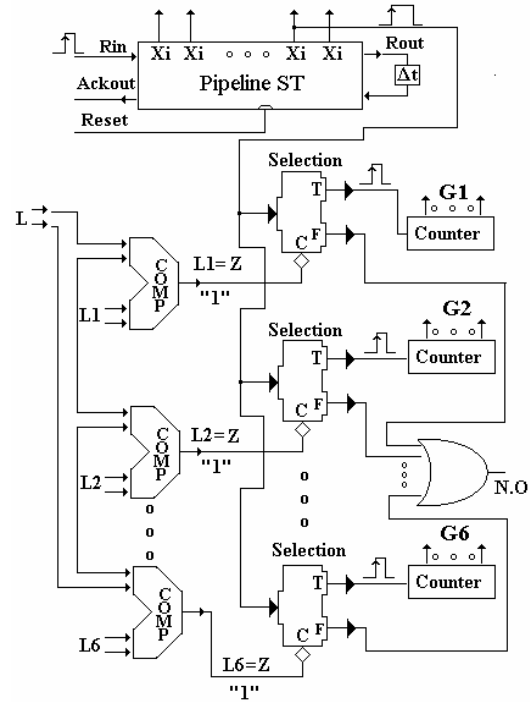 Rin
Xi Xi Xi Xi
Rout
Ackout
Pipeline ST
Δt
Reset
Selection
T
G1
L
C F
Counter
COMP
L1= Z
"1"
L1
Selection
G2
T
Counter
C F
COMP
L2=Z
"1"
L2
N.O
Selection
G6
T
Counter
COMP
C F
L6
L6=Z
"1"